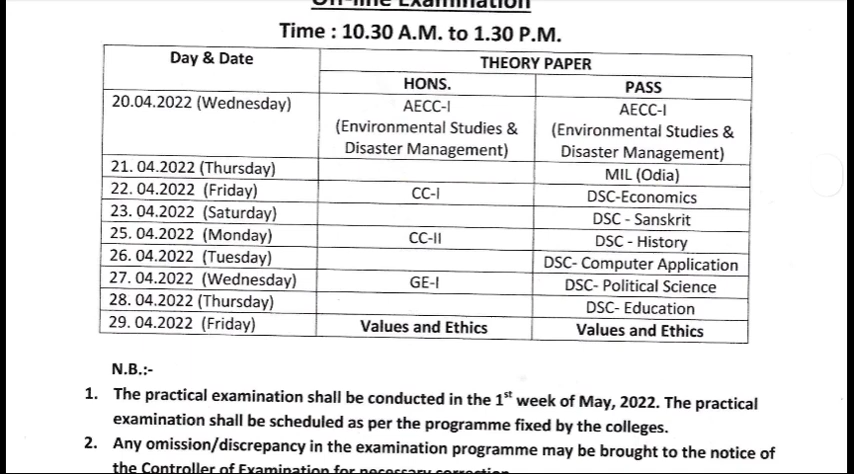 Off-line Examination
Time : 10.30 A.M. to 1.30 P.M.
Day & Date THEORY PAPER
HONS. PASS
20.04.2022 (Wednesday) AECC-I AECC-I
(Environmental Studies & (Environmental Studies &
Disaster Management) Disaster Management)
21. 04.2022 (Thursday) MIL (Odia)
22. 04.2022 (Friday) CC-I DSC-Economics
23. 04.2022 (Saturday) DSC - Sanskrit
25. 04.2022 (Monday) CC-II DSC - History
26. 04.2022 (Tuesday) DSC- Computer Application
27. 04.2022 (Wednesday) GE-I DSC- Political Science
28. 04.2022 (Thursday) DSC- Education
29. 04.2022 (Friday) Values and Ethics Values and Ethics
N.B.:-
1. The practical examination shall be conducted in the 1st week of May, 2022. The practical
examination shall be scheduled as per the programme fixed by the colleges.
2. Any omission/discrepancy in the examination programme may be brought to the notice of
the Controller of Examination for necessary correction